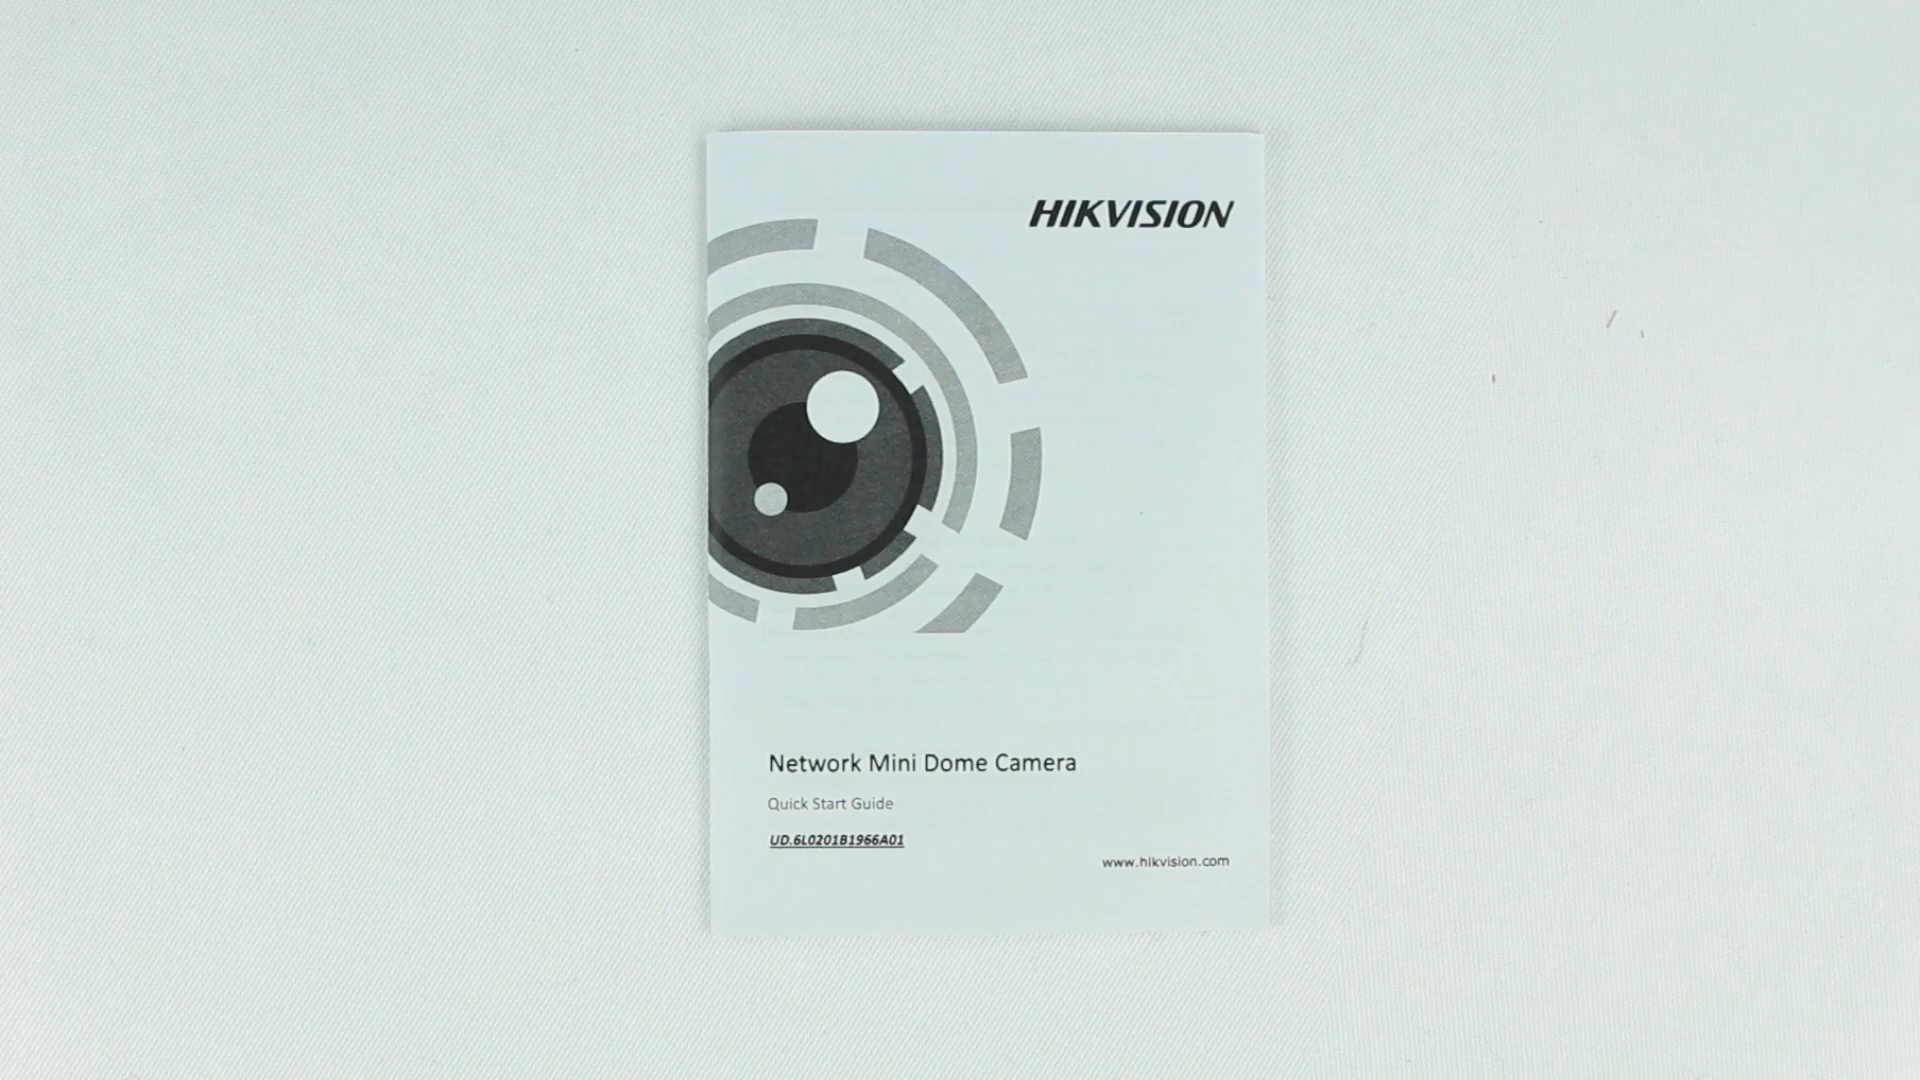 HIKVISION
Network Mini Dome Camera
Quick Start Guide
UD.6L0201B1966A01
www.hikvision.com